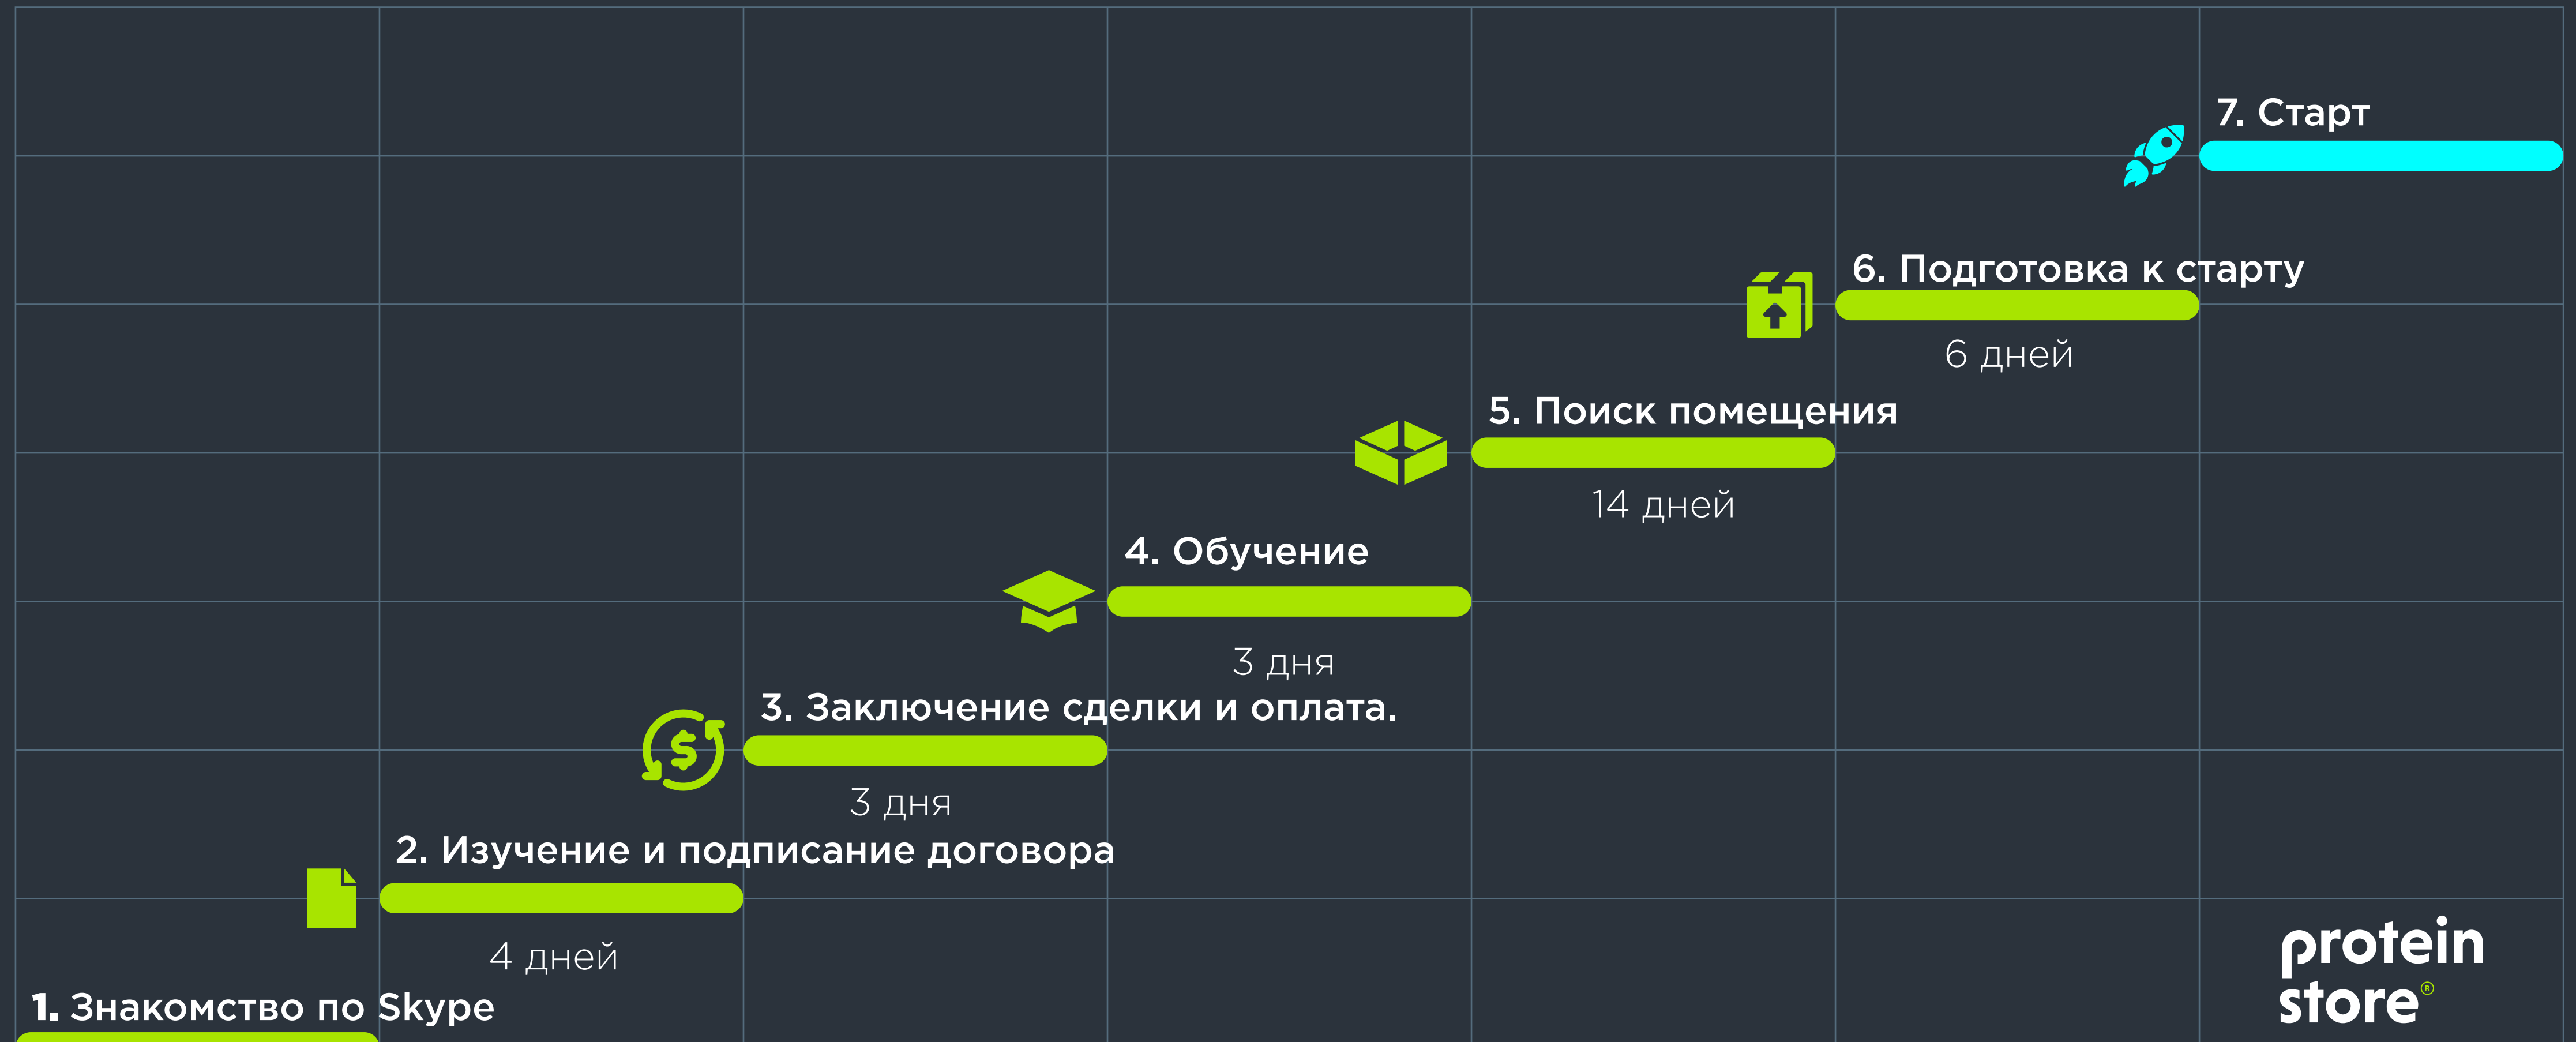 7. Старт
6. Подготовка к старту
6 дней
5. Поиск помещения
14 дней
4. Обучение
3 дня
3. Заключение сделки и оплата.
3 дня
2. Изучение и подписание договора
4 дней
1. Знакомство по Skype
protein
store®